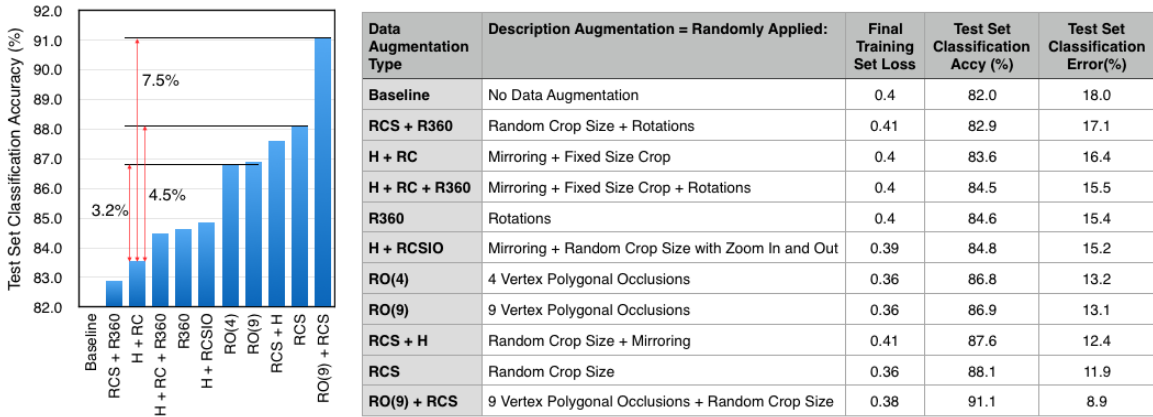 Test Set Classification Accuracy (%)
92.0
91.0
90.0
89.0
88.0
87.0
86.0
85.0
84.0
83.0
82.0
7.5%
4.5%
3.2%
Baseline
RCS + R360
H + RC
H + RC + R360
R360
H + RCSIO
RO(4)
RO(9)
RCS + H
RCS
RO(9) + RCS
Data Augmentation Type | Description Augmentation = Randomly Applied: | Final Training Set Loss | Test Set Classification Accy (%) | Test Set Classification Error(%)
Baseline | No Data Augmentation | 0.4 | 82.0 | 18.0
RCS + R360 | Random Crop Size + Rotations | 0.41 | 82.9 | 17.1
H + RC | Mirroring + Fixed Size Crop | 0.4 | 83.6 | 16.4
H + RC + R360 | Mirroring + Fixed Size Crop + Rotations | 0.4 | 84.5 | 15.5
R360 | Rotations | 0.4 | 84.6 | 15.4
H + RCSIO | Mirroring + Random Crop Size with Zoom In and Out | 0.39 | 84.8 | 15.2
RO(4) | 4 Vertex Polygonal Occlusions | 0.36 | 86.8 | 13.2
RO(9) | 9 Vertex Polygonal Occlusions | 0.36 | 86.9 | 13.1
RCS + H | Random Crop Size + Mirroring | 0.41 | 87.6 | 12.4
RCS | Random Crop Size | 0.36 | 88.1 | 11.9
RO(9) + RCS | 9 Vertex Polygonal Occlusions + Random Crop Size | 0.38 | 91.1 | 8.9